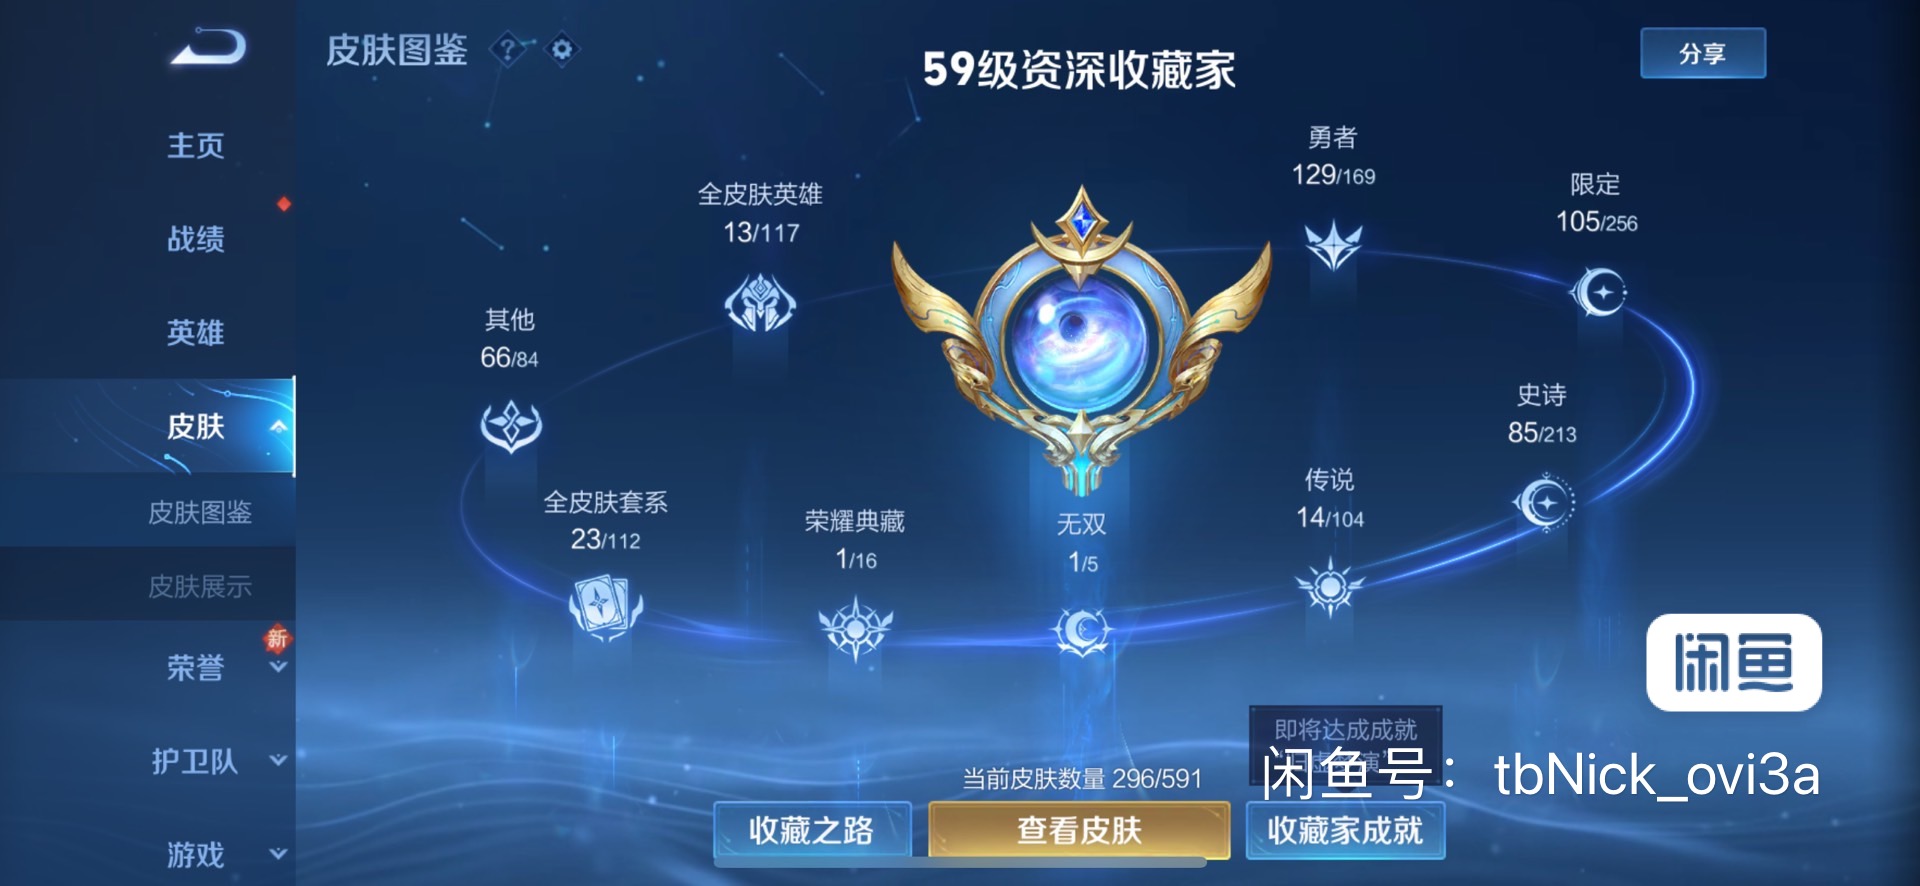 皮肤图鉴
?
59级资深收藏家
分享
主页
战绩
英雄
皮肤
皮肤图鉴
皮肤展示
荣誉
新
护卫队
游戏
勇者
129/169
限定
105/256
全皮肤英雄
13/117
其他
66/84
史诗
85/213
传说
14/104
全皮肤套系
23/112
荣耀典藏
1/16
无双
1/5
闲鱼
即将达成成就
闲鱼号：tbNick_ovi3a
当前皮肤数量 296/591
收藏之路
查看皮肤
收藏家成就